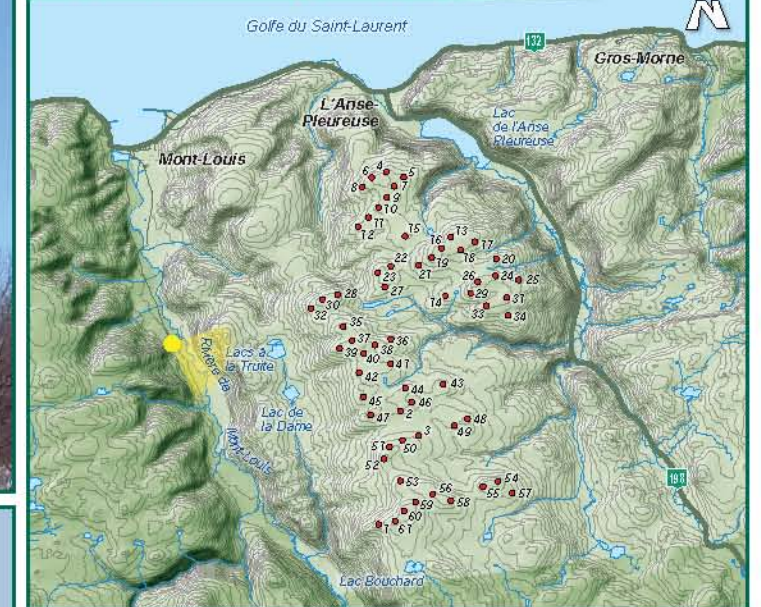 N
Golfe du Saint-Laurent
132
Gros-Morne
L'Anse-
Pleureuse
Lac
de l'Anse
Pleureuse
Mont-Louis
6 4 5
8 7
9
10
11
12
15 13
16 17
22 19 18 20
23 21
27 26 24 25
28 14 29 31
30
32 33 34
35
37 36
39 38
40
41
42
Rivière de
Mont-Louis
Lacs à
la Truite
Lac de
la Dame
44 43
45 46
47 2
48
49
3
51 50
52
53 54
56 55 57
59 58
60
1 61
198
Lac Bouchard